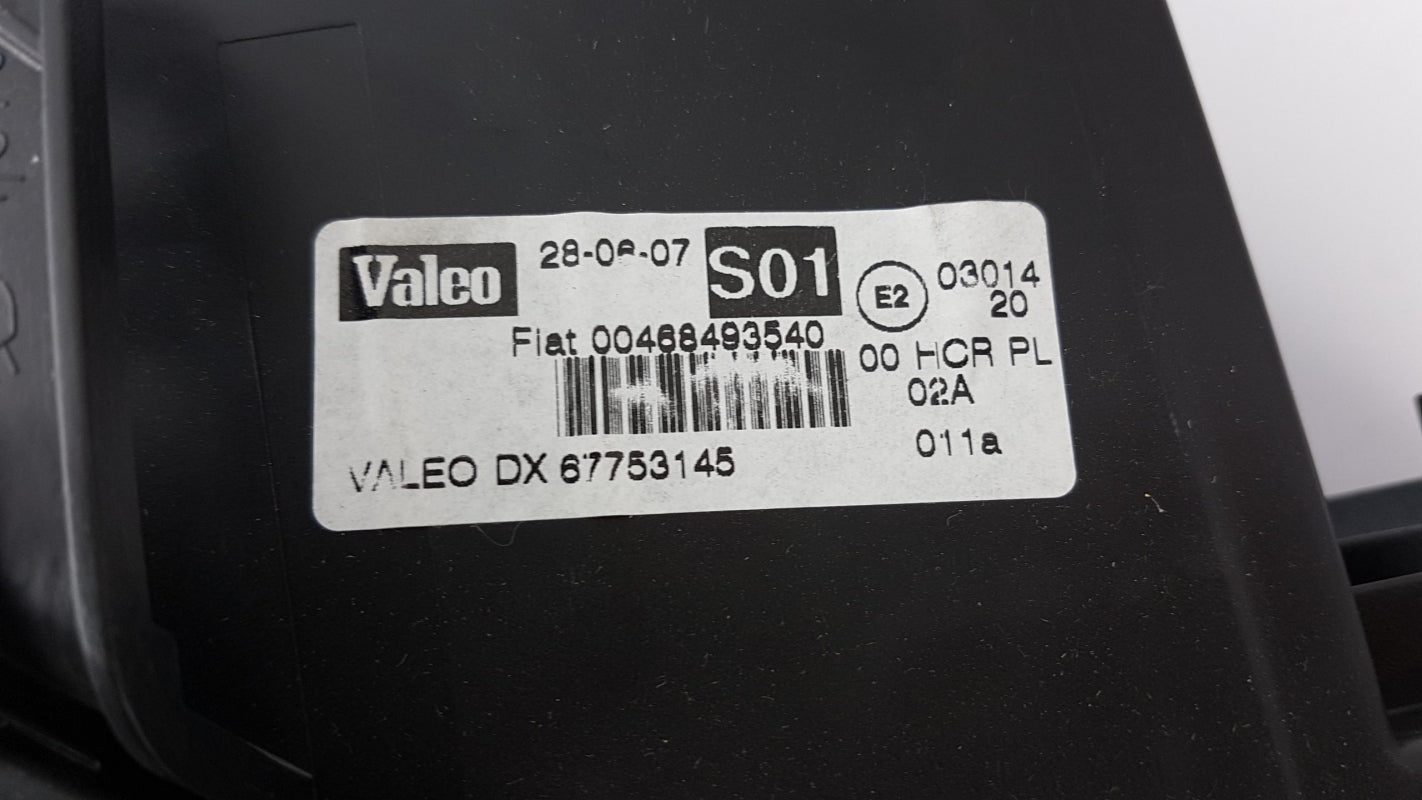 Valeo
28-06-07
S01
E2
03014
20
Fiat 00468493540
00 HCR PL
02A
011a
VALEO DX 67753145